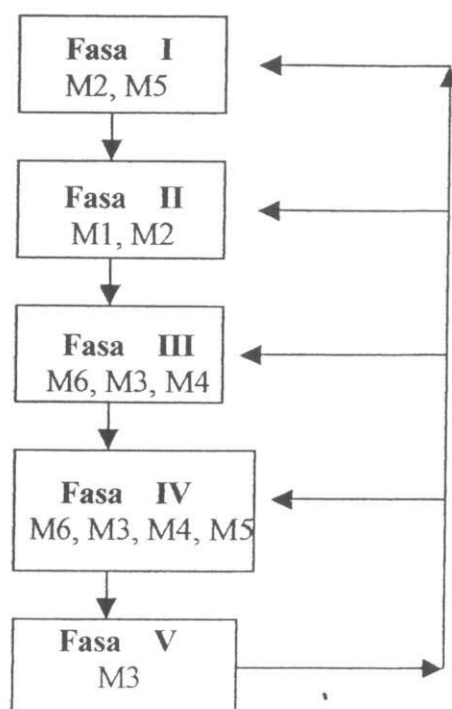 Fasa I
M2, M5
Fasa II
M1, M2
Fasa III
M6, M3, M4
Fasa IV
M6, M3, M4, M5
Fasa V
M3